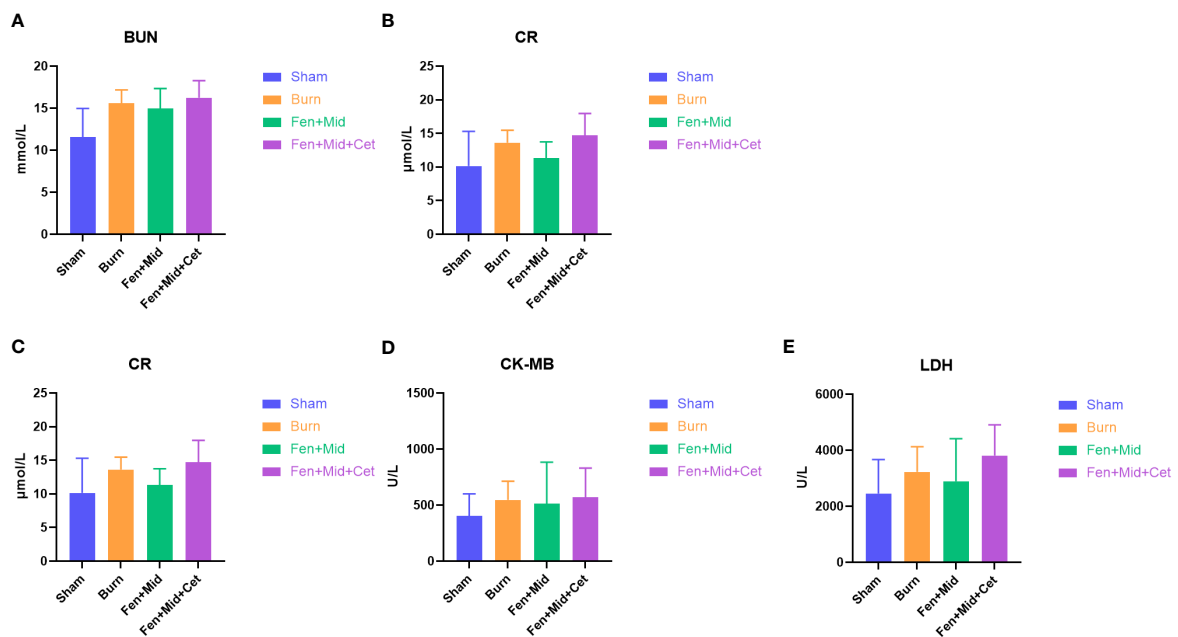 A
BUN
mmol/L
20
15
10
5
0
Sham
Burn
Fen+Mid
Fen+Mid+Cet
Sham
Burn
Fen+Mid
Fen+Mid+Cet
B
CR
μmol/L
25
20
15
10
5
0
Sham
Burn
Fen+Mid
Fen+Mid+Cet
Sham
Burn
Fen+Mid
Fen+Mid+Cet
C
CR
μmol/L
25
20
15
10
5
0
Sham
Burn
Fen+Mid
Fen+Mid+Cet
Sham
Burn
Fen+Mid
Fen+Mid+Cet
D
CK-MB
U/L
1500
1000
500
0
Sham
Burn
Fen+Mid
Fen+Mid+Cet
Sham
Burn
Fen+Mid
Fen+Mid+Cet
E
LDH
U/L
6000
4000
2000
0
Sham
Burn
Fen+Mid
Fen+Mid+Cet
Sham
Burn
Fen+Mid
Fen+Mid+Cet